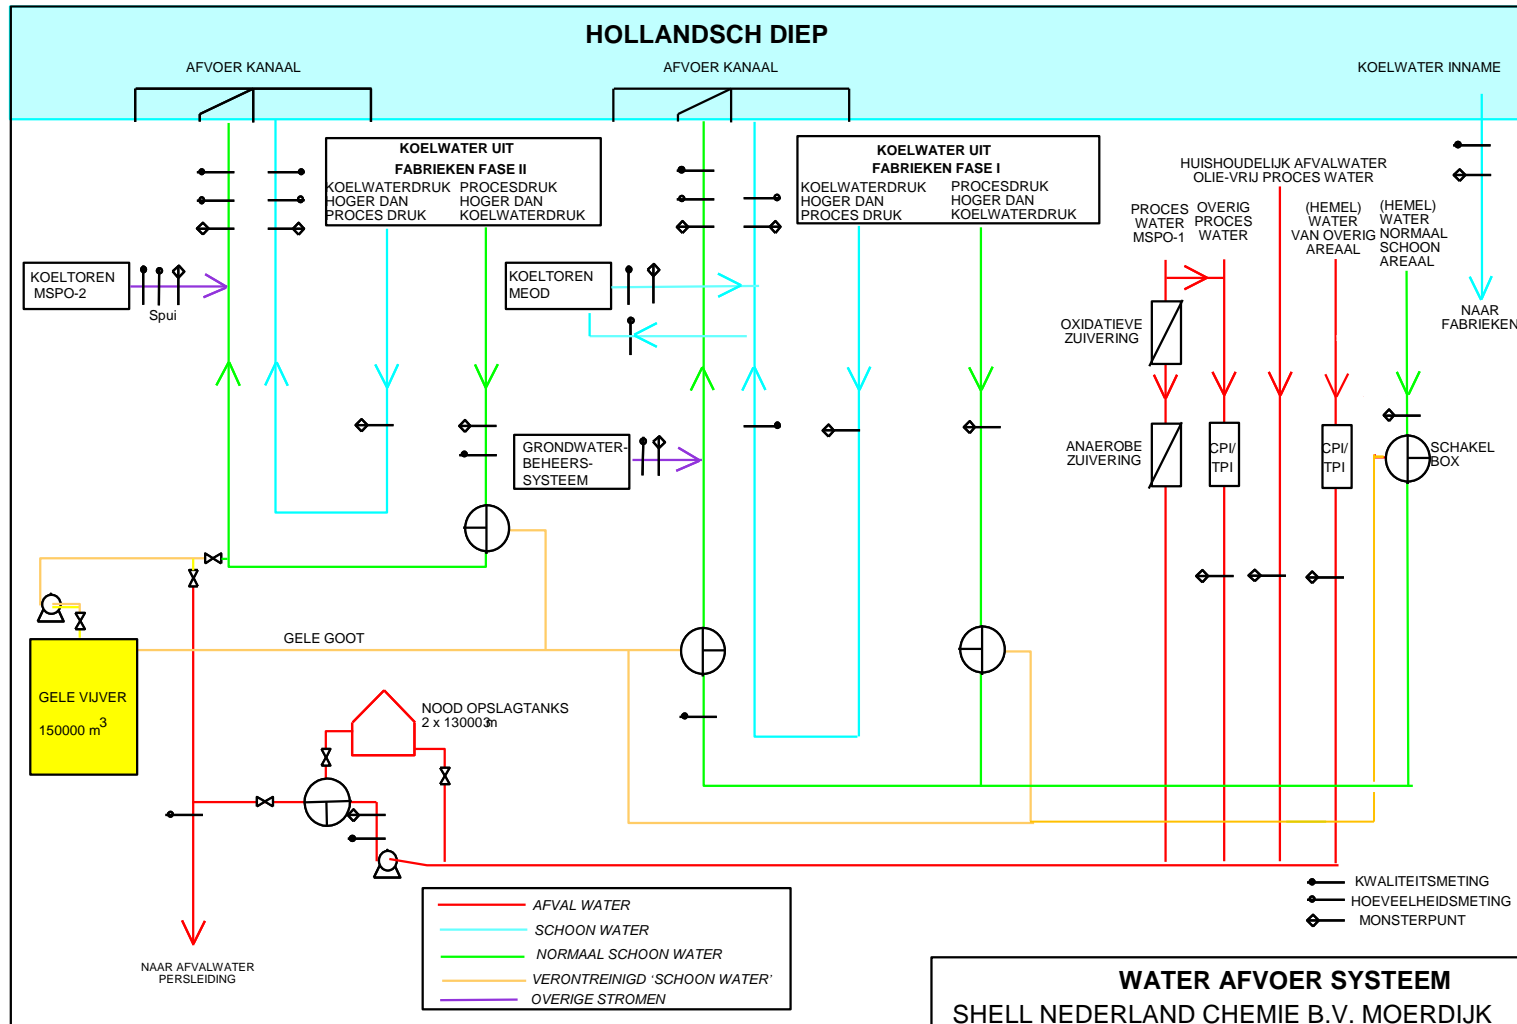 HOLLANDSCH DIEP
AFVOER KANAAL
AFVOER KANAAL
KOELWATER INNAME
KOELWATER UIT
FABRIEKEN FASE II
KOELWATERDRUK
HOGER DAN
PROCES DRUK
PROCESDRUK
HOGER DAN
KOELWATERDRUK
KOELWATER UIT
FABRIEKEN FASE I
KOELWATERDRUK
HOGER DAN
PROCES DRUK
PROCESDRUK
HOGER DAN
KOELWATERDRUK
HUISHOUDELIJK AFVALWATER
OLIE-VRIJ PROCES WATER
PROCES
WATER
MSPO-1
OVERIG
PROCES
WATER
(HEMEL)
WATER
VAN OVERIG
AREAAL
(HEMEL)
WATER
NORMAAL
SCHOON
AREAAL
KOELTOREN
MSPO-2
Spui
KOELTOREN
MEOD
NAAR
FABRIEKEN
OXIDATIEVE
ZUIVERING
GRONDWATER-
BEHEERS-
SYSTEEM
ANAEROBE
ZUIVERING
CPI/
TPI
CPI/
TPI
SCHAKEL
BOX
GELE GOOT
GELE VIJVER
150000 m3
NOOD OPSLAGTANKS
2 x 13000 m3
NAAR AFVALWATER
PERSLEIDING
AFVAL WATER
SCHOON WATER
NORMAAL SCHOON WATER
VERONTREINIGD ‘SCHOON WATER’
OVERIGE STROMEN
KWALITEITSMETING
HOEVEELHEIDSMETING
MONSTERPUNT
WATER AFVOER SYSTEEM
SHELL NEDERLAND CHEMIE B.V. MOERDIJK